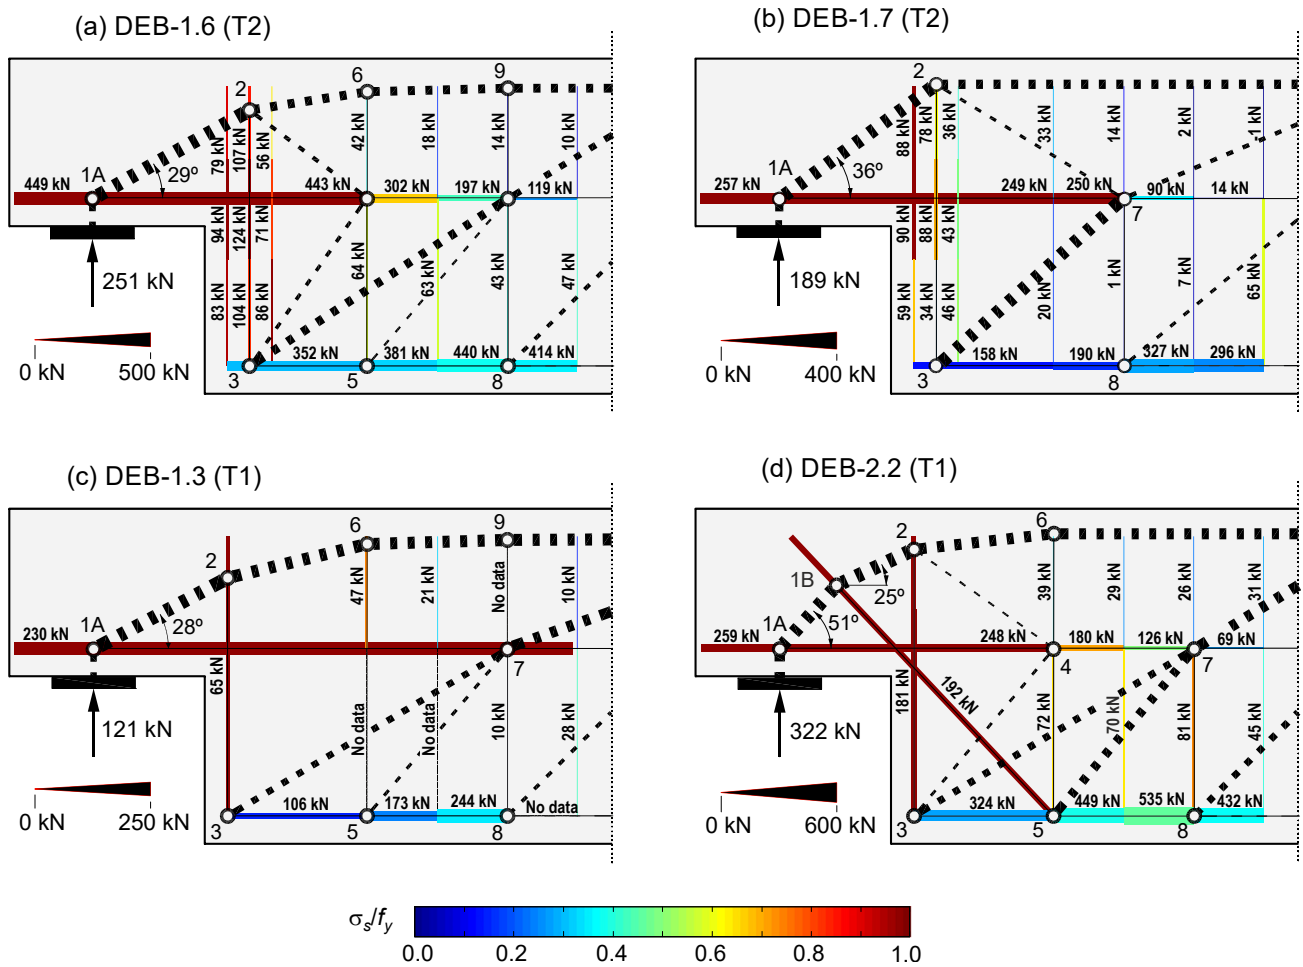 (a) DEB-1.6 (T2)
449 kN
1A
29º
2
6
9
79 kN
107 kN
56 kN
42 kN
18 kN
14 kN
10 kN
443 kN
302 kN
197 kN
119 kN
94 kN
124 kN
71 kN
83 kN
104 kN
86 kN
64 kN
63 kN
43 kN
47 kN
251 kN
352 kN
381 kN
440 kN
414 kN
3
5
8
0 kN
500 kN
(b) DEB-1.7 (T2)
257 kN
1A
36º
2
88 kN
78 kN
36 kN
33 kN
14 kN
2 kN
-1 kN
249 kN
250 kN
90 kN
14 kN
7
90 kN
88 kN
43 kN
59 kN
34 kN
46 kN
20 kN
1 kN
7 kN
65 kN
189 kN
158 kN
190 kN
327 kN
296 kN
3
8
0 kN
400 kN
(c) DEB-1.3 (T1)
230 kN
1A
28º
2
6
9
47 kN
21 kN
No data
10 kN
65 kN
7
No data
No data
10 kN
28 kN
121 kN
106 kN
173 kN
244 kN
No data
3
5
8
0 kN
250 kN
(d) DEB-2.2 (T1)
259 kN
1A
1B
51º
25º
2
6
39 kN
29 kN
26 kN
31 kN
248 kN
180 kN
126 kN
69 kN
4
7
181 kN
192 kN
72 kN
70 kN
81 kN
45 kN
322 kN
324 kN
449 kN
535 kN
432 kN
3
5
8
0 kN
600 kN
σs/fy
0.0
0.2
0.4
0.6
0.8
1.0